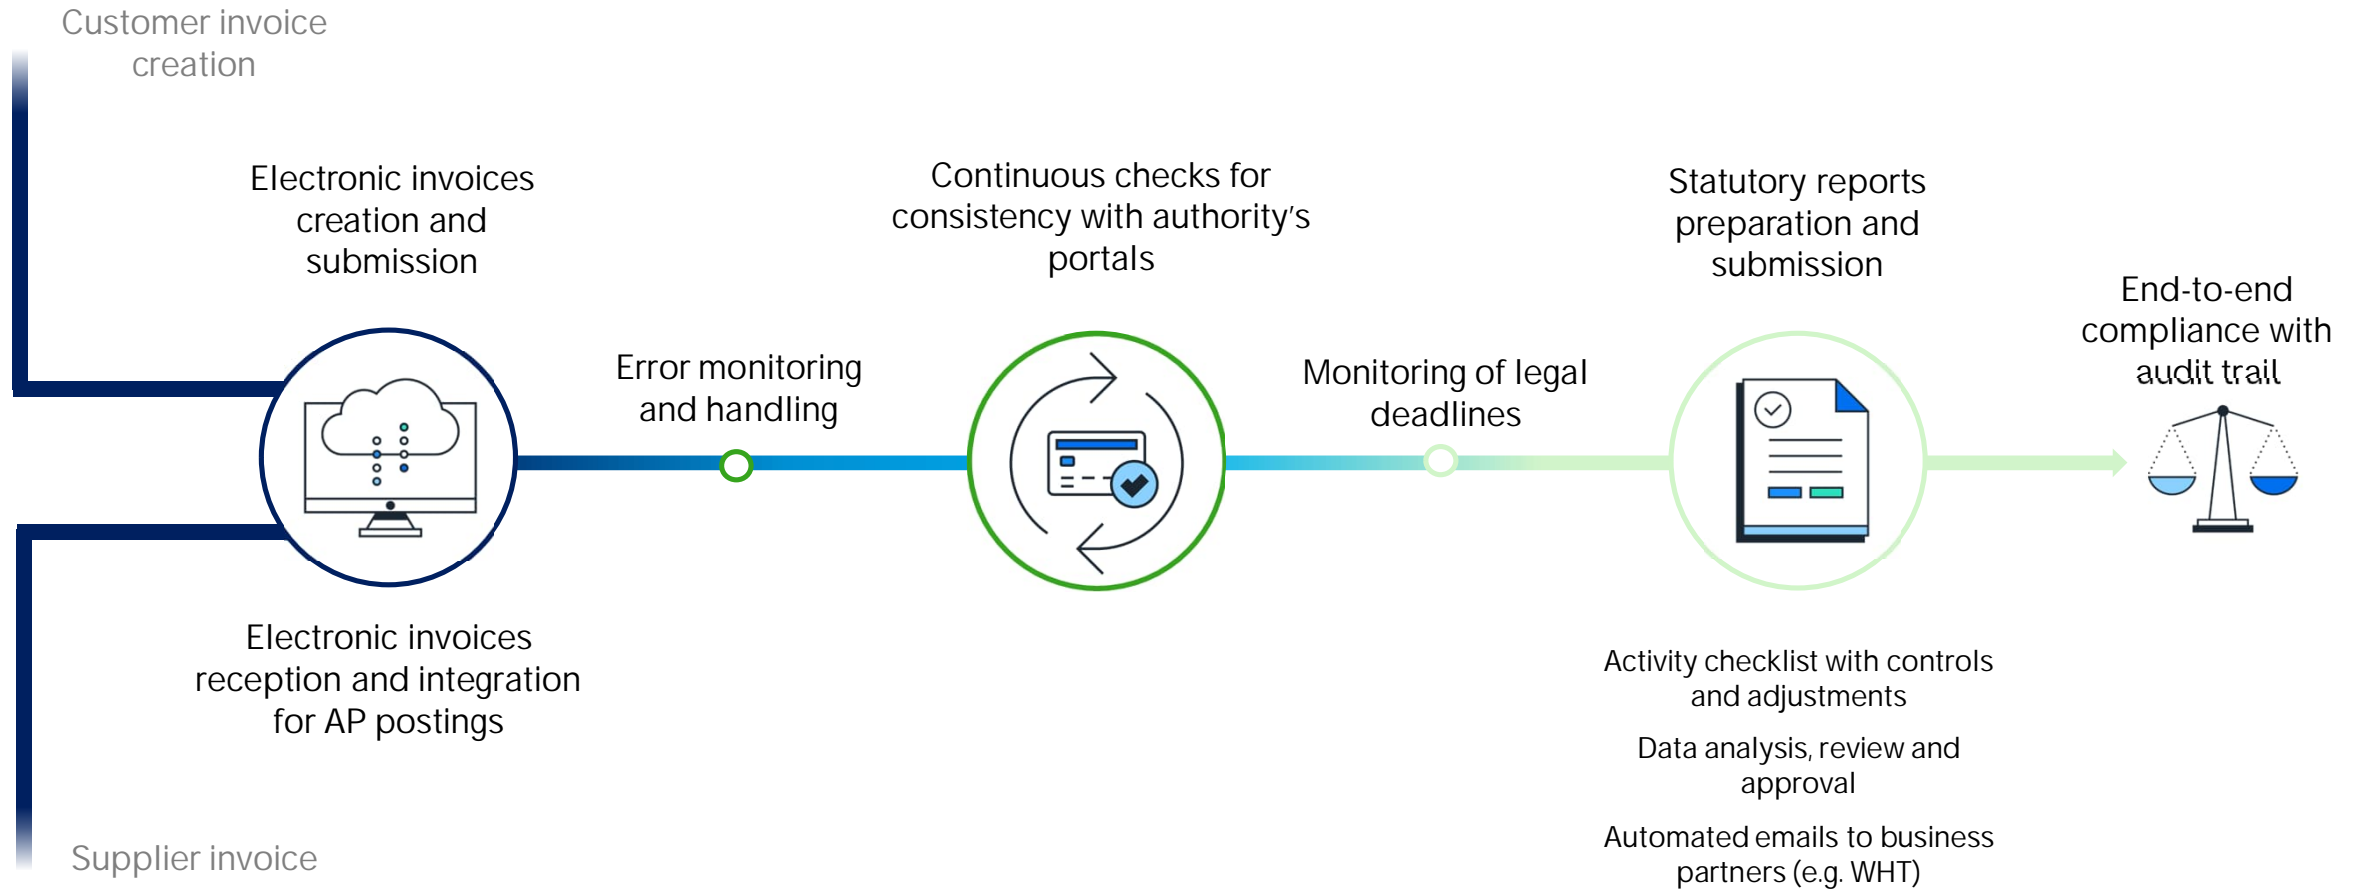 Customer invoice
creation
Electronic invoices
creation and
submission
Electronic invoices
reception and integration
for AP postings
Supplier invoice
Error monitoring
and handling
Continuous checks for
consistency with authority’s
portals
Monitoring of legal
deadlines
Statutory reports
preparation and
submission
Activity checklist with controls
and adjustments
Data analysis, review and
approval
Automated emails to business
partners (e.g. WHT)
End-to-end
compliance with
audit trail